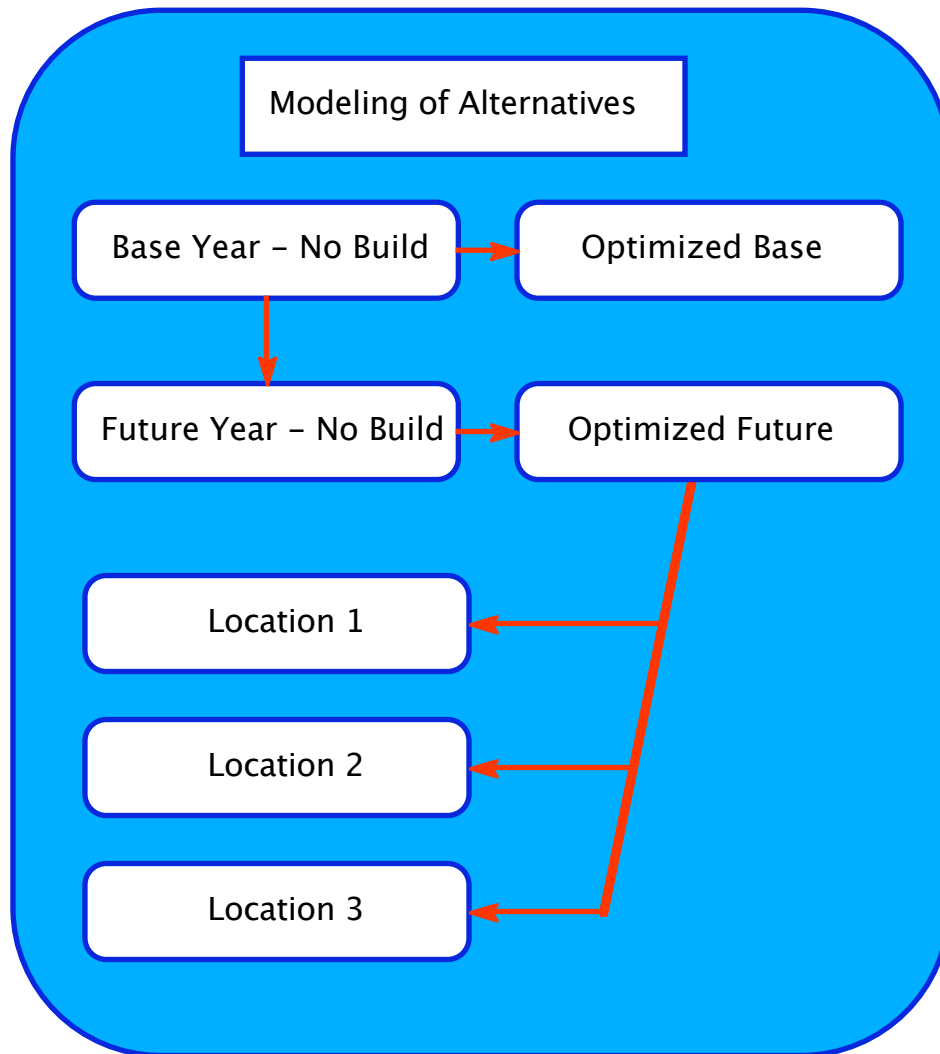 Modeling of Alternatives
Base Year – No Build
Optimized Base
Future Year – No Build
Optimized Future
Location 1
Location 2
Location 3